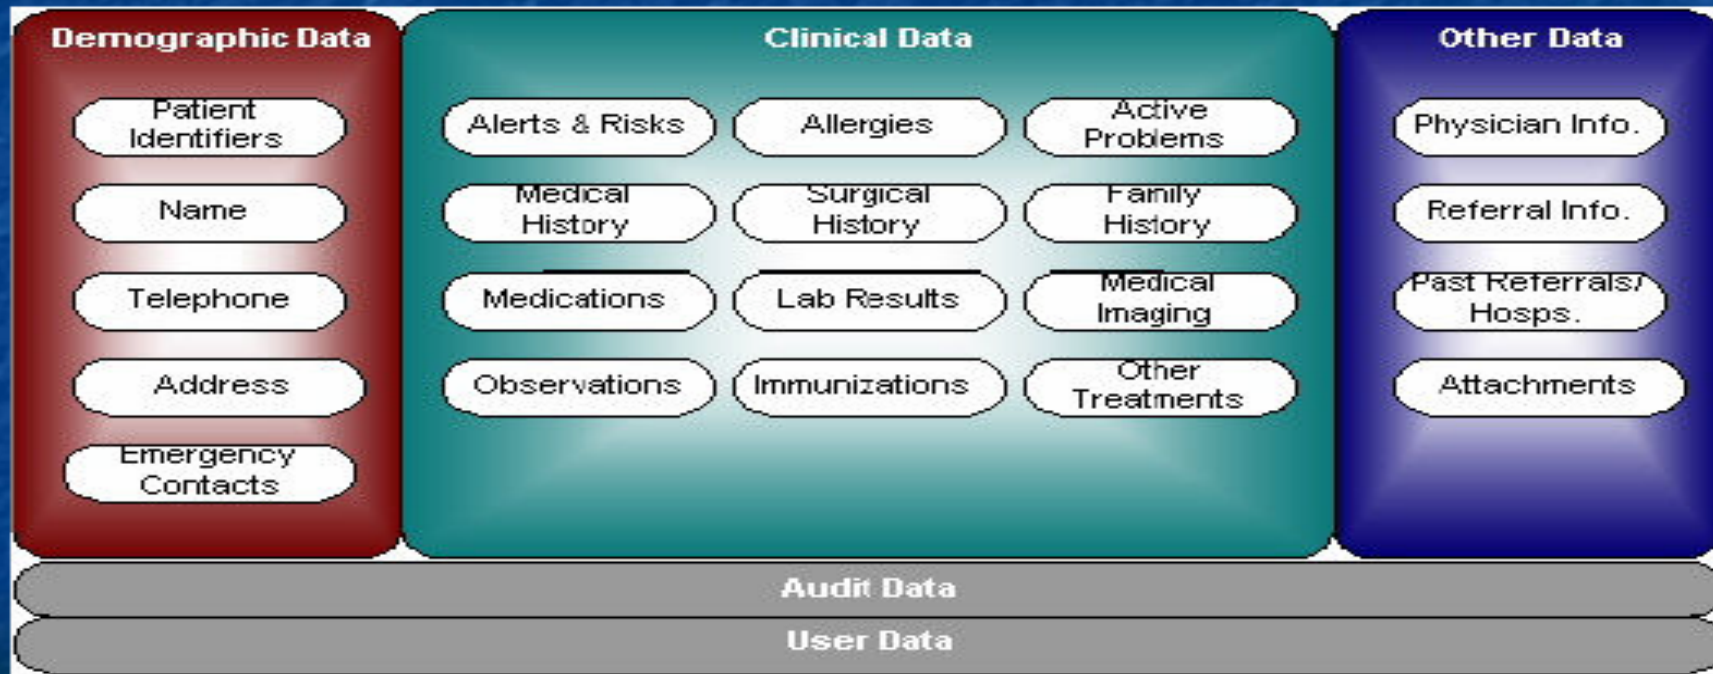 Demographic Data
Patient
Identifiers
Name
Telephone
Address
Emergency
Contacts
Clinical Data
Alerts & Risks
Allergies
Active
Problems
Medical
History
Surgical
History
Family
History
Medications
Lab Results
Medical
Imaging
Observations
Immunizations
Other
Treatments
Other Data
Physician Info.
Referral Info.
Past Referrals/
Hosps.
Attachments
Audit Data
User Data